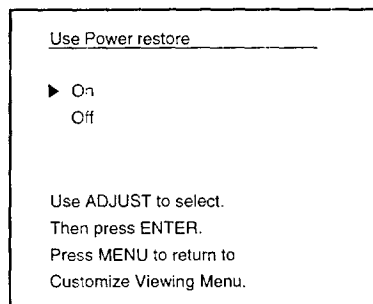 Use Power restore
▶ On
Off
Use ADJUST to select.
Then press ENTER.
Press MENU to return to
Customize Viewing Menu.